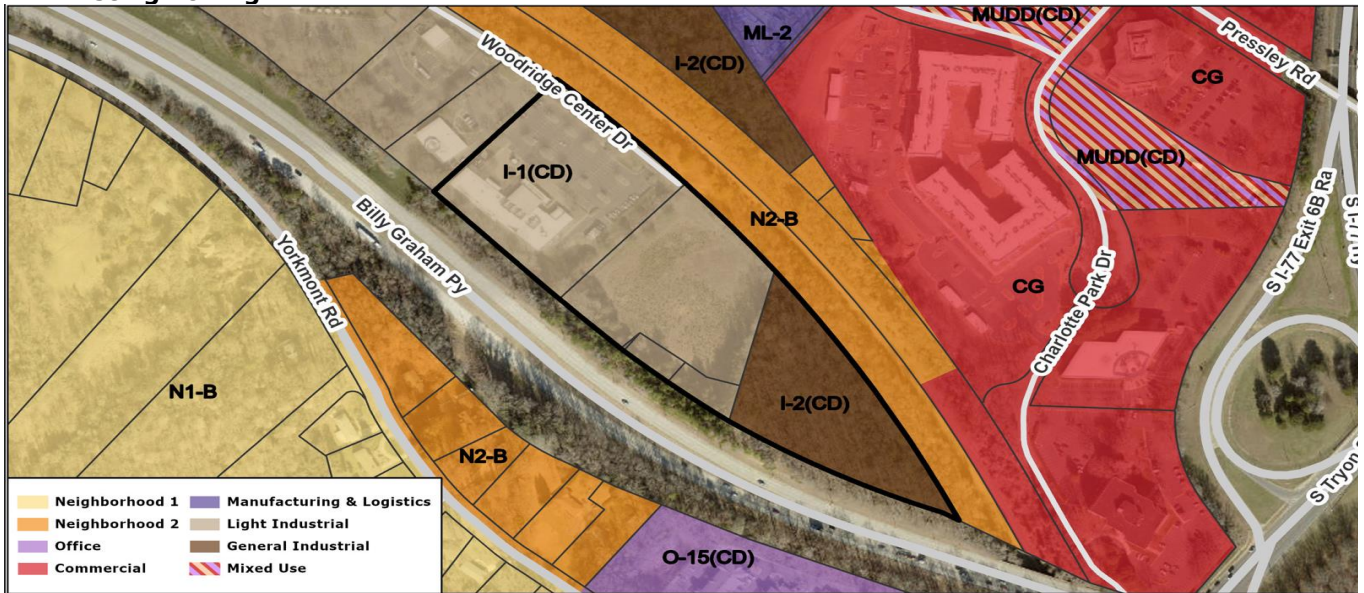 MUDD(CD)
ML-2
Pressley Rd
I-2(CD)
CG
Woodridge Center Dr
MUDD(CD)
I-1(CD)
S I-77 Exit 6B Ra
Billy Graham Py
N2-B
Yorkmont Rd
CG
Charlotte Park Dr
N1-B
I-2(CD)
N2-B
S Tryon
O-15(CD)
Neighborhood 1
Neighborhood 2
Office
Commercial
Manufacturing & Logistics
Light Industrial
General Industrial
Mixed Use